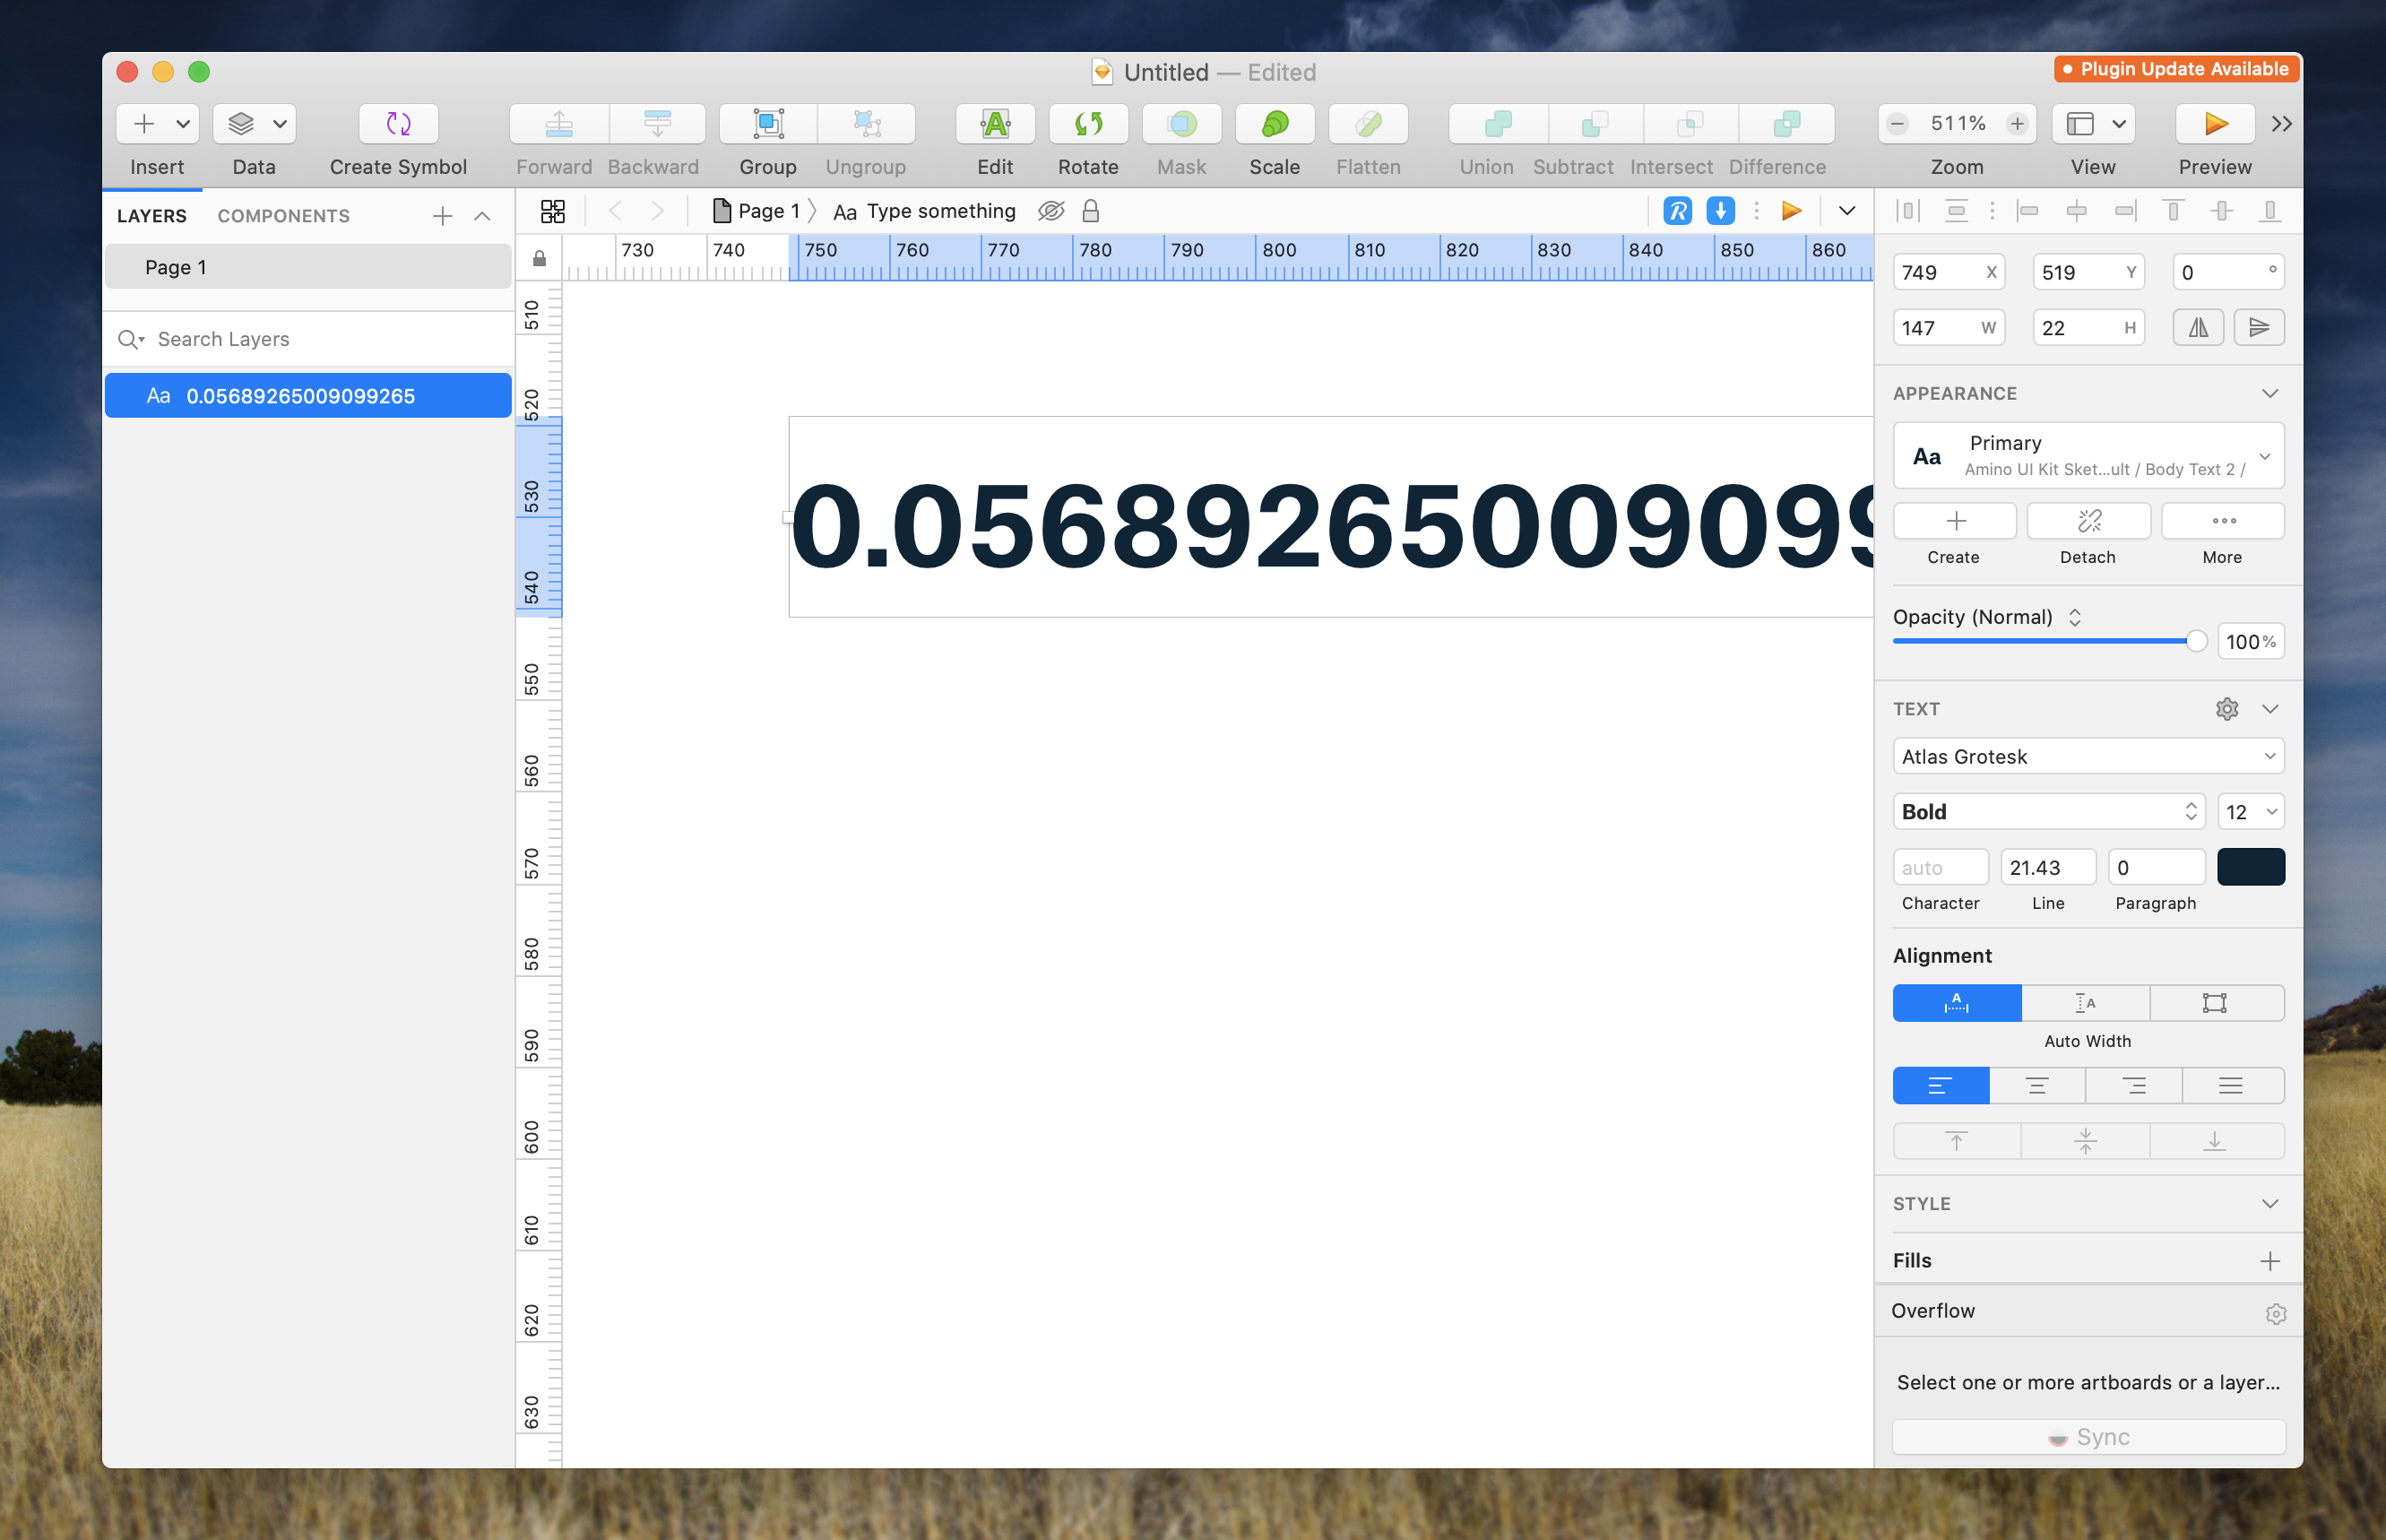 Untitled — Edited
Plugin Update Available
511%
Insert
Data
Create Symbol
Forward
Backward
Group
Ungroup
Edit
Rotate
Mask
Scale
Flatten
Union
Subtract
Intersect
Difference
Zoom
View
Preview
LAYERS
COMPONENTS
Page 1
Search Layers
Aa 0.05689265009099265
Page 1
Aa Type something
730 740 750 760 770 780 790 800 810 820 830 840 850 860
510
520
530
540
550
560
570
580
590
600
610
620
630
0.05689265009099
749 X
519 Y
0 °
147 W
22 H
APPEARANCE
Aa
Primary
Amino UI Kit Sket...ult / Body Text 2 /
Create
Detach
More
Opacity (Normal)
100%
TEXT
Atlas Grotesk
Bold
12
auto
21.43
0
Character
Line
Paragraph
Alignment
Auto Width
STYLE
Fills
Overflow
Select one or more artboards or a layer...
Sync